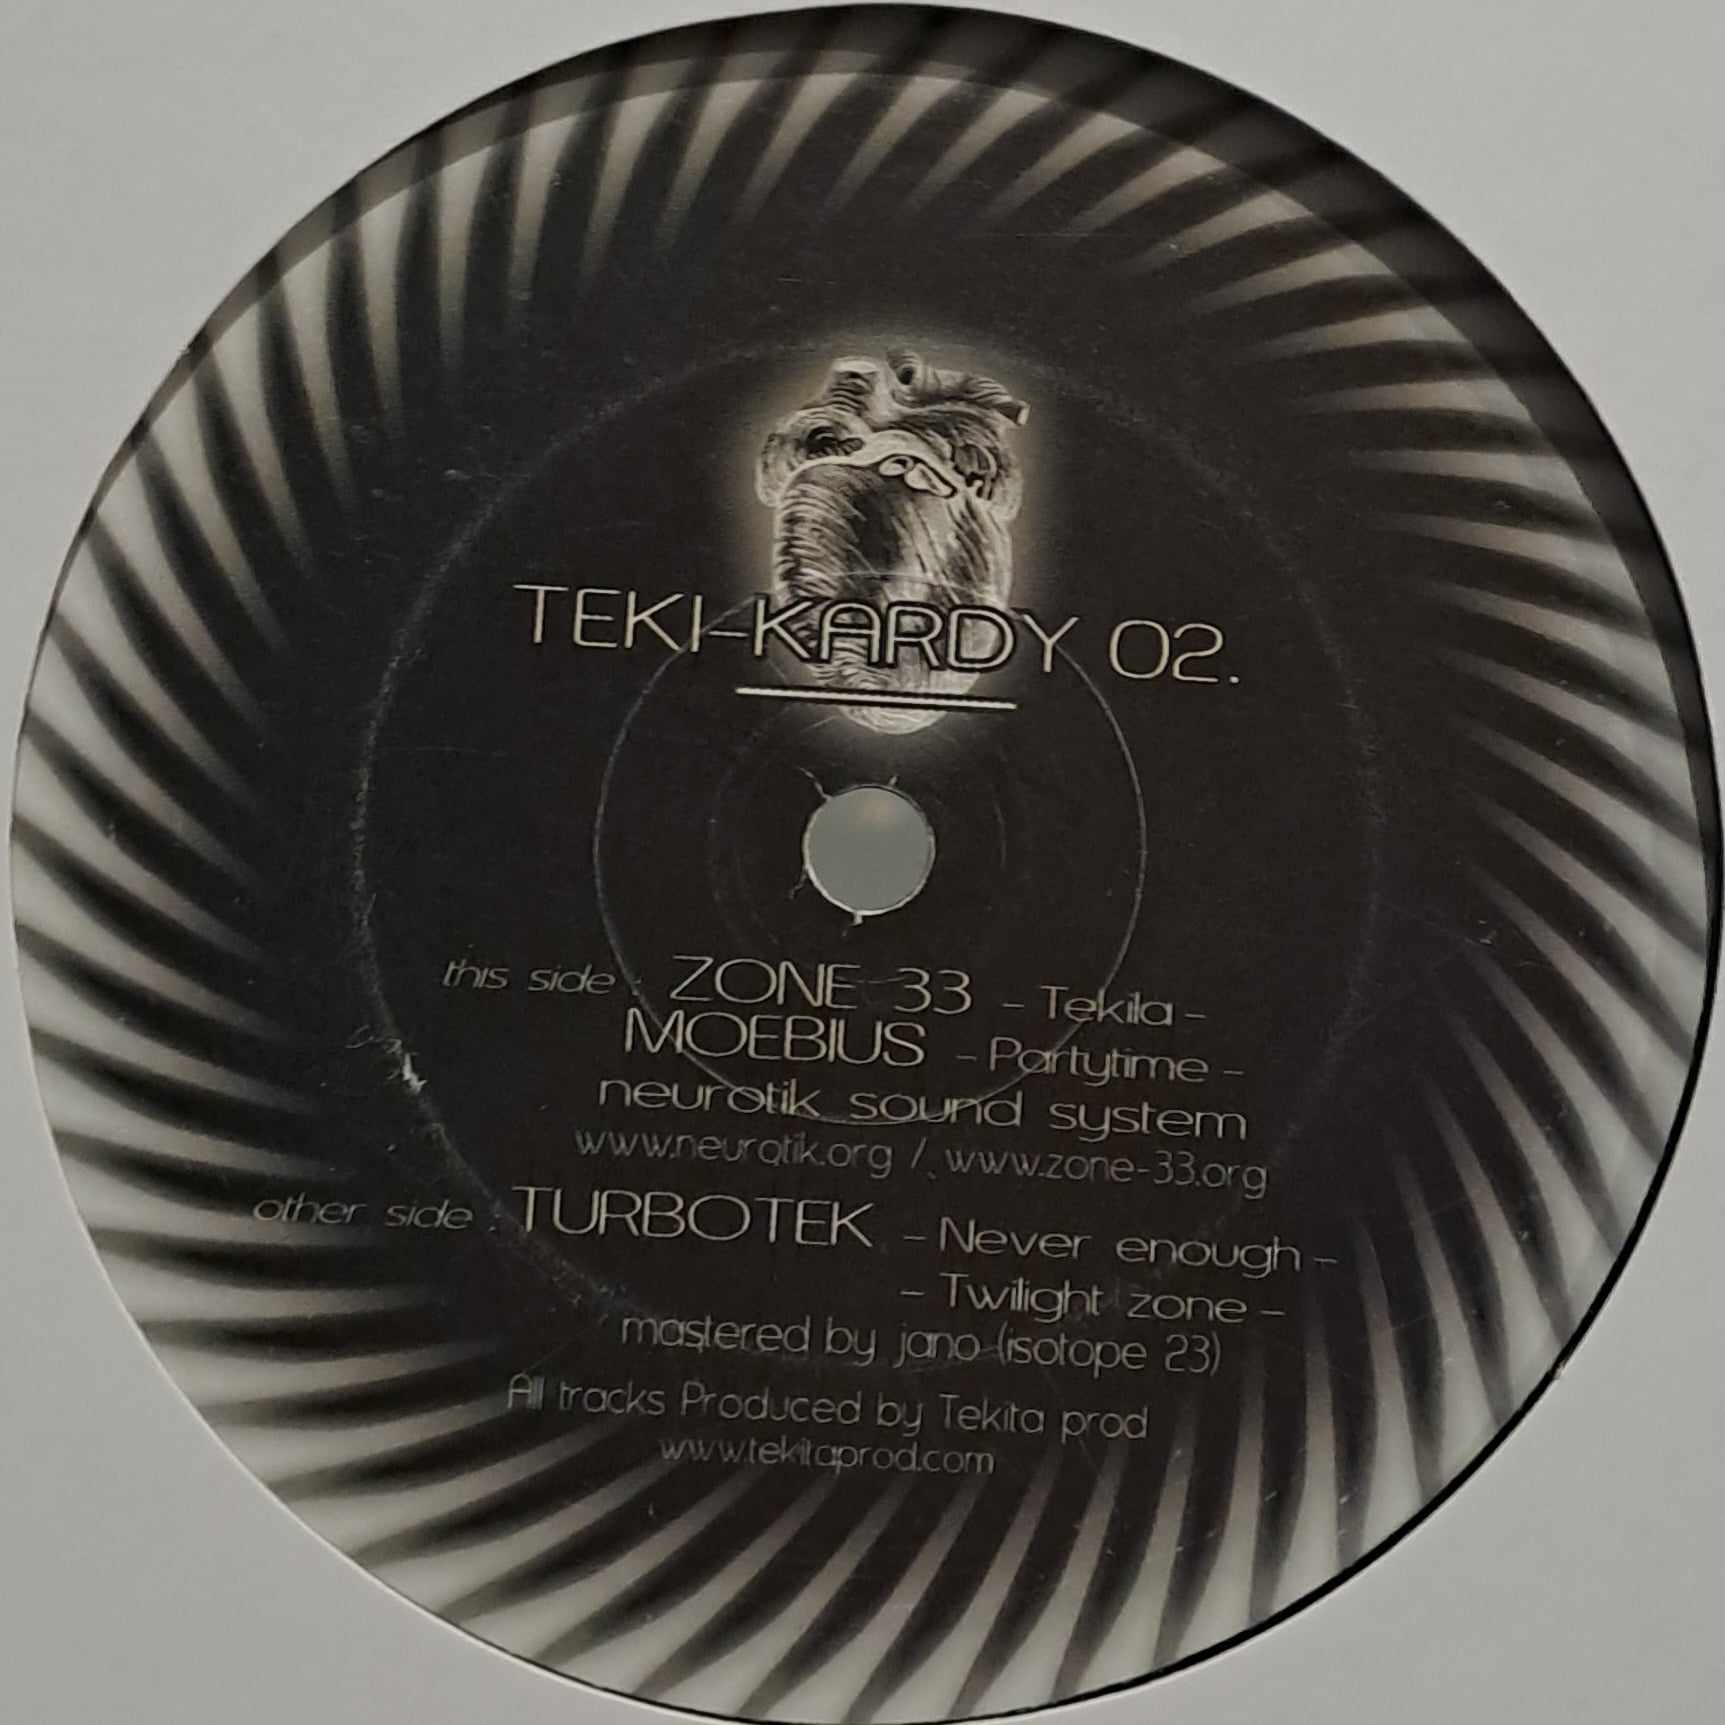 TEKI-KARDY 02.
this side : ZONE 33 - Tekila -
MOEBIUS - Partytime -
neurotik sound system
www.neurotik.org / www.zone-33.org
other side : TURBOTEK - Never enough -
- Twilight zone -
mastered by jano (isotope 23)
All tracks Produced by Tekita prod
www.tekitaprod.com